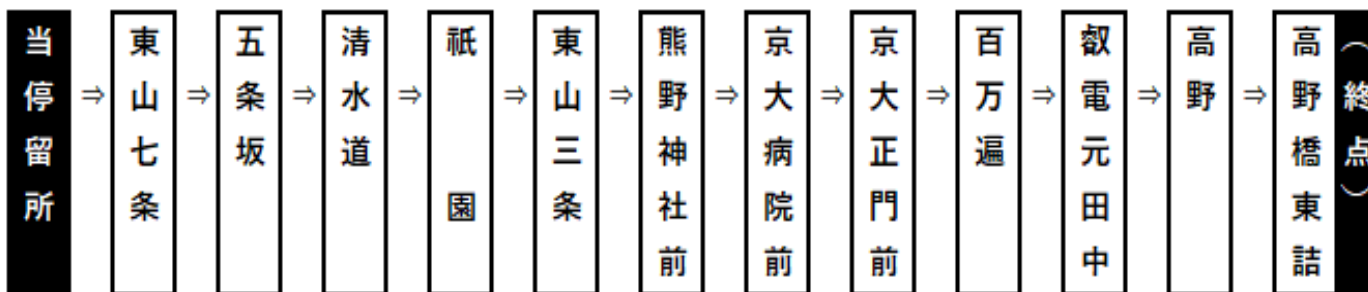 当停留所
⇒
東山七条
⇒
五条坂
⇒
清水道
⇒
祇園
⇒
東山三条
⇒
熊野神社前
⇒
京大病院前
⇒
京大正門前
⇒
百万遍
⇒
叡電元田中
⇒
高野
⇒
高野橋東詰
（終点）